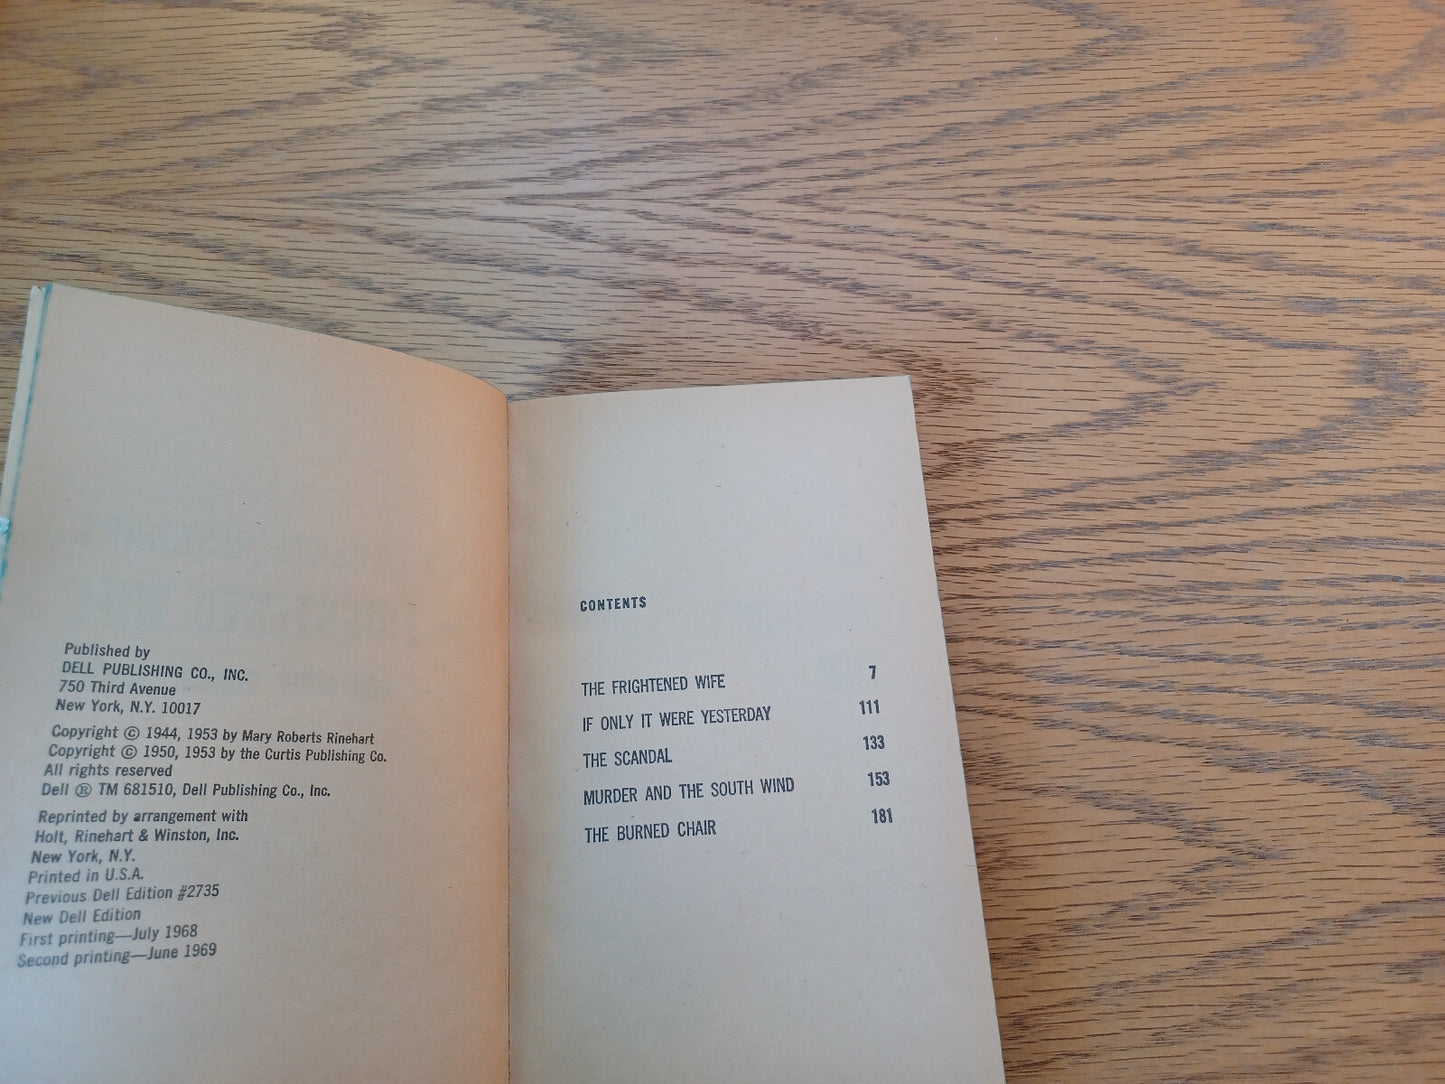 Published by
DELL PUBLISHING CO., INC.
750 Third Avenue
New York, N.Y. 10017
Copyright © 1944, 1953 by Mary Roberts Rinehart
Copyright © 1950, 1953 by the Curtis Publishing Co.
All rights reserved
Dell ® TM 681510, Dell Publishing Co., Inc.
Reprinted by arrangement with
Holt, Rinehart & Winston, Inc.
New York, N.Y.
Printed in U.S.A.
Previous Dell Edition #2735
New Dell Edition
First printing—July 1968
Second printing—June 1969
CONTENTS
THE FRIGHTENED WIFE 7
IF ONLY IT WERE YESTERDAY 111
THE SCANDAL 133
MURDER AND THE SOUTH WIND 153
THE BURNED CHAIR 181